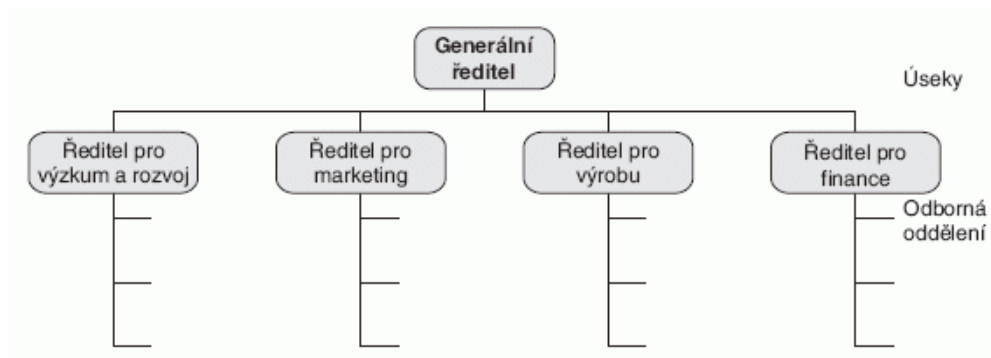 Generální
ředitel
Úseky
Ředitel pro
výzkum a rozvoj
Ředitel pro
marketing
Ředitel pro
výrobu
Ředitel pro
finance
Odborná
oddělení